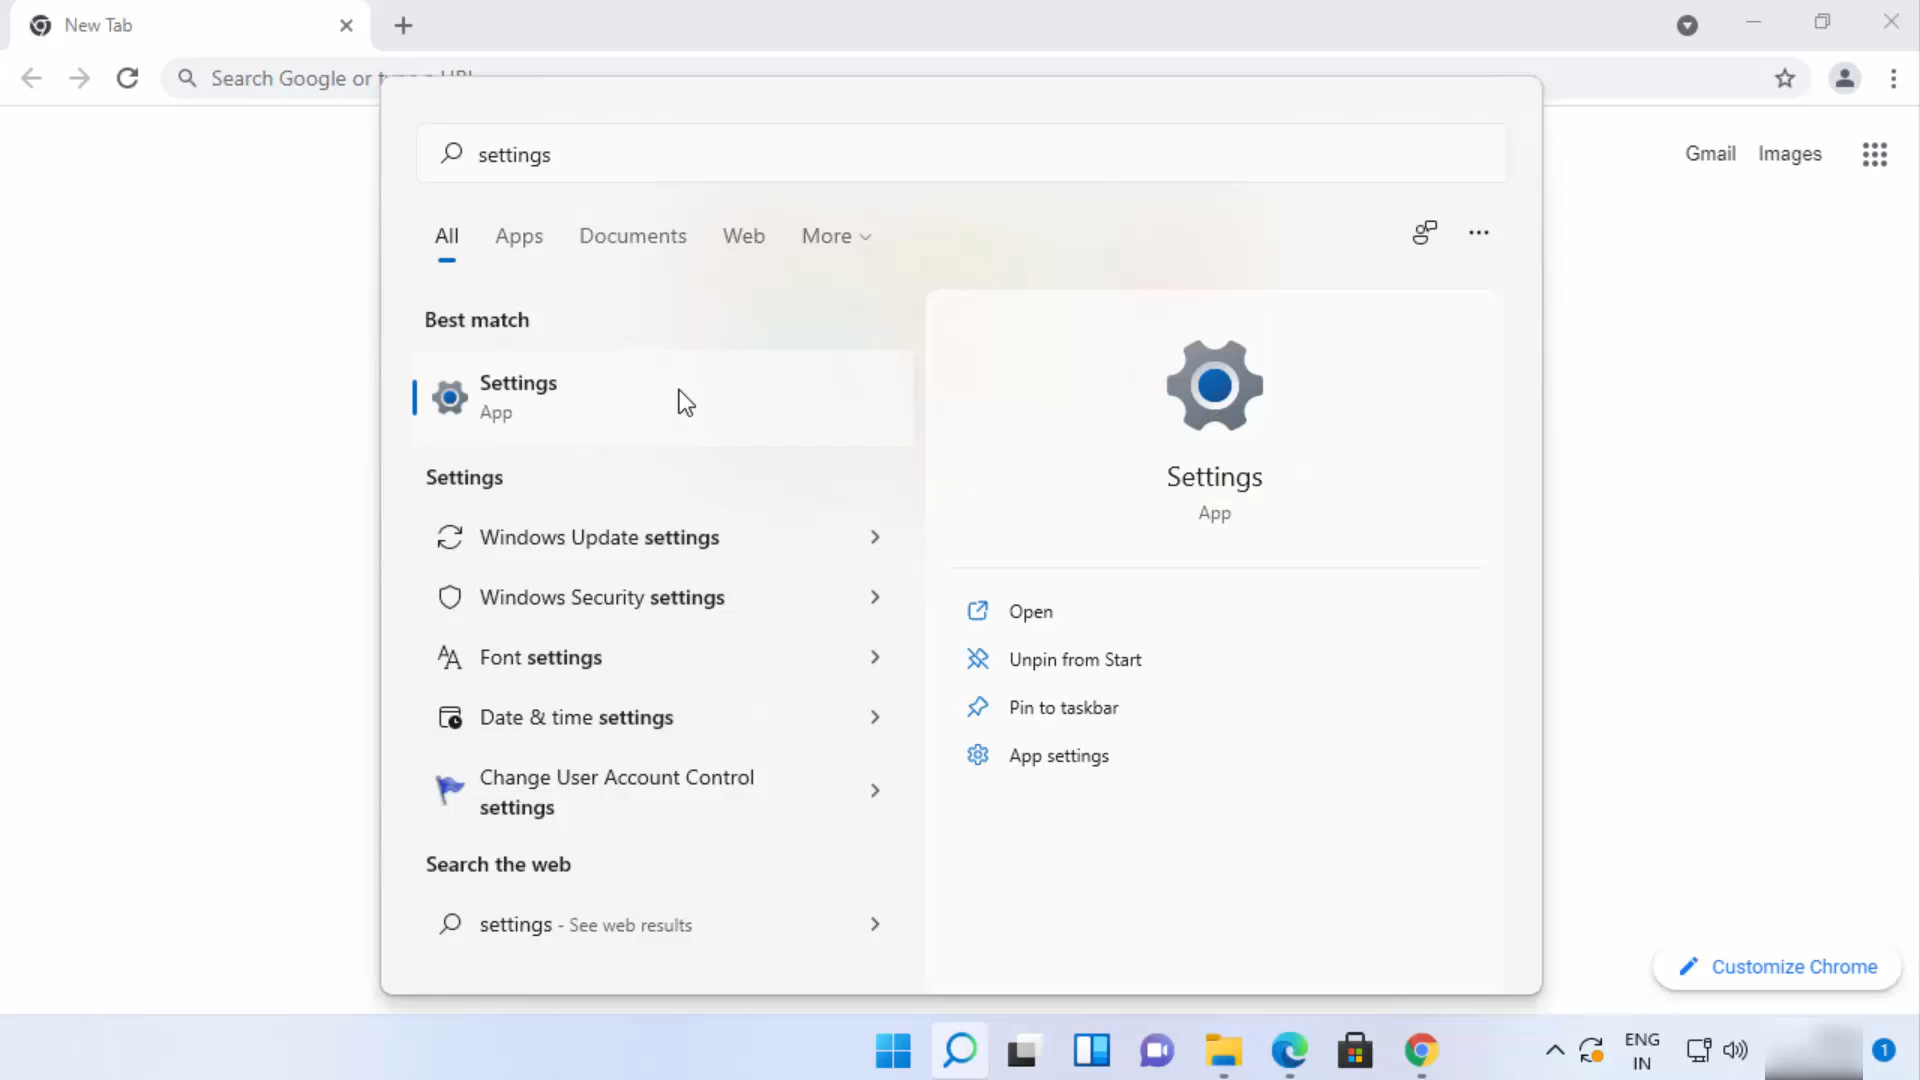 New Tab
Search Google or
settings
All Apps Documents Web More
Gmail Images
Best match
Settings
App
Settings
Windows Update settings
Windows Security settings
Font settings
Date & time settings
Change User Account Control
settings
Search the web
settings - See web results
Settings
App
Open
Unpin from Start
Pin to taskbar
App settings
Customize Chrome
ENG
IN
1